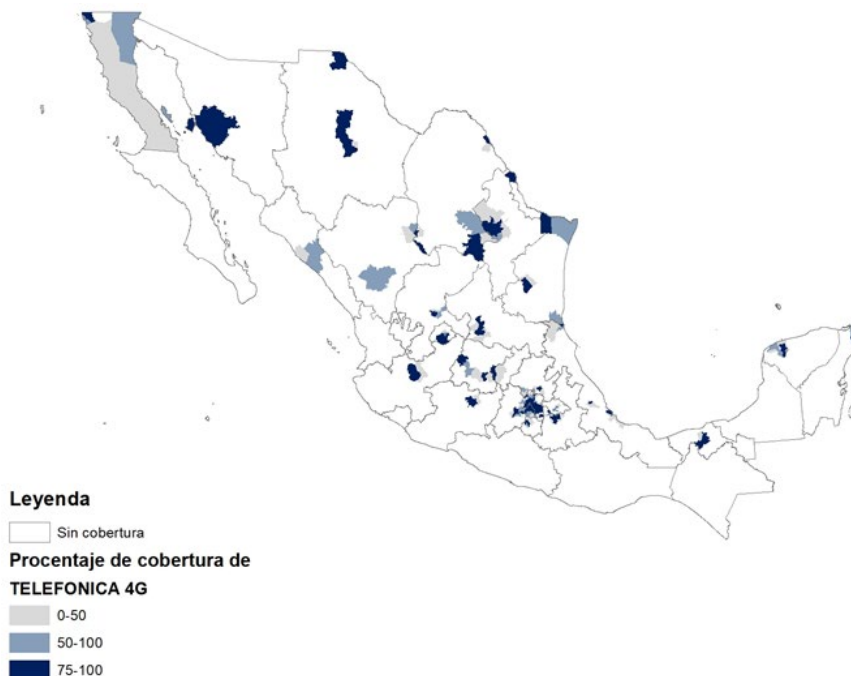 Leyenda
Sin cobertura
Procentaje de cobertura de
TELEFONICA 4G
0-50
50-100
75-100